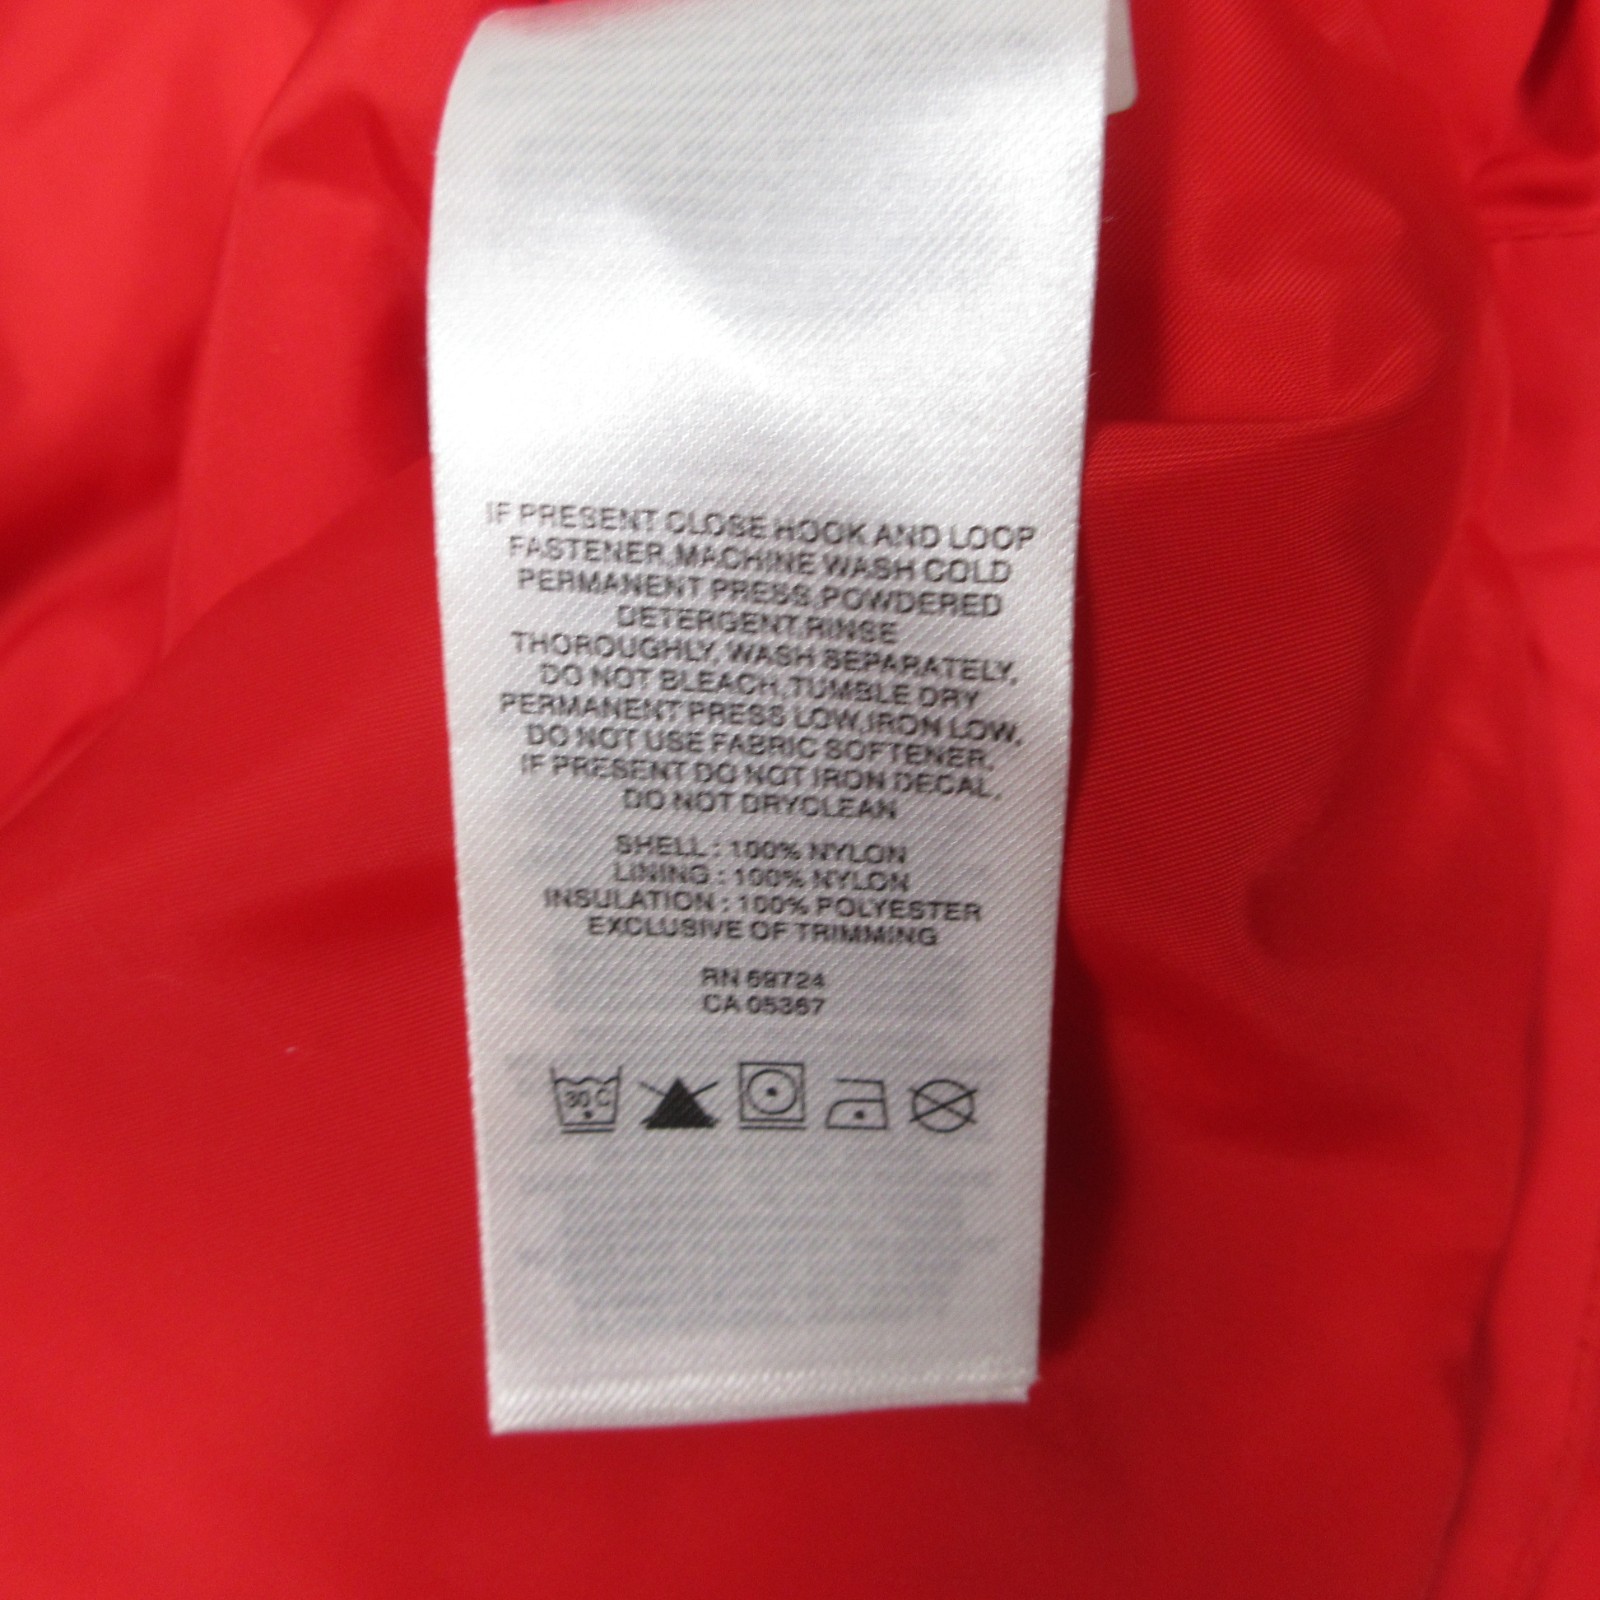 IF PRESENT CLOSE HOOK AND LOOP
FASTENER,MACHINE WASH COLD
PERMANENT PRESS,POWDERED
DETERGENT,RINSE
THOROUGHLY, WASH SEPARATELY,
DO NOT BLEACH,TUMBLE DRY
PERMANENT PRESS LOW,IRON LOW,
DO NOT USE FABRIC SOFTENER,
IF PRESENT DO NOT IRON DECAL,
DO NOT DRYCLEAN
SHELL : 100% NYLON
LINING : 100% NYLON
INSULATION : 100% POLYESTER
EXCLUSIVE OF TRIMMING
RN 69724
CA 05367
30 C